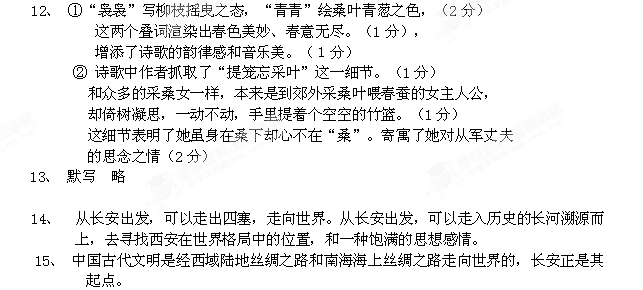 12、 ①“袅袅”写柳枝摇曳之态，“青青”绘桑叶青葱之色，（2分）
这两个叠词渲染出春色美妙、春意无尽。（1分），
增添了诗歌的韵律感和音乐美。（1分）
② 诗歌中作者抓取了“提笼忘采叶”这一细节。（1分）
和众多的采桑女一样，本来是到郊外采桑叶喂春蚕的女主人公，
却倚树凝思，一动不动，手里提着个空空的竹篮。（1分）
这细节表明了她虽身在桑下却心不在“桑”。寄寓了她对从军丈夫
的思念之情（2分）
13、 默写 略
14、 从长安出发，可以走出四塞，走向世界。从长安出发，可以走入历史的长河溯源而
上，去寻找西安在世界格局中的位置，和一种饱满的思想感情。
15、 中国古代文明是经西域陆地丝绸之路和南海海上丝绸之路走向世界的，长安正是其
起点。